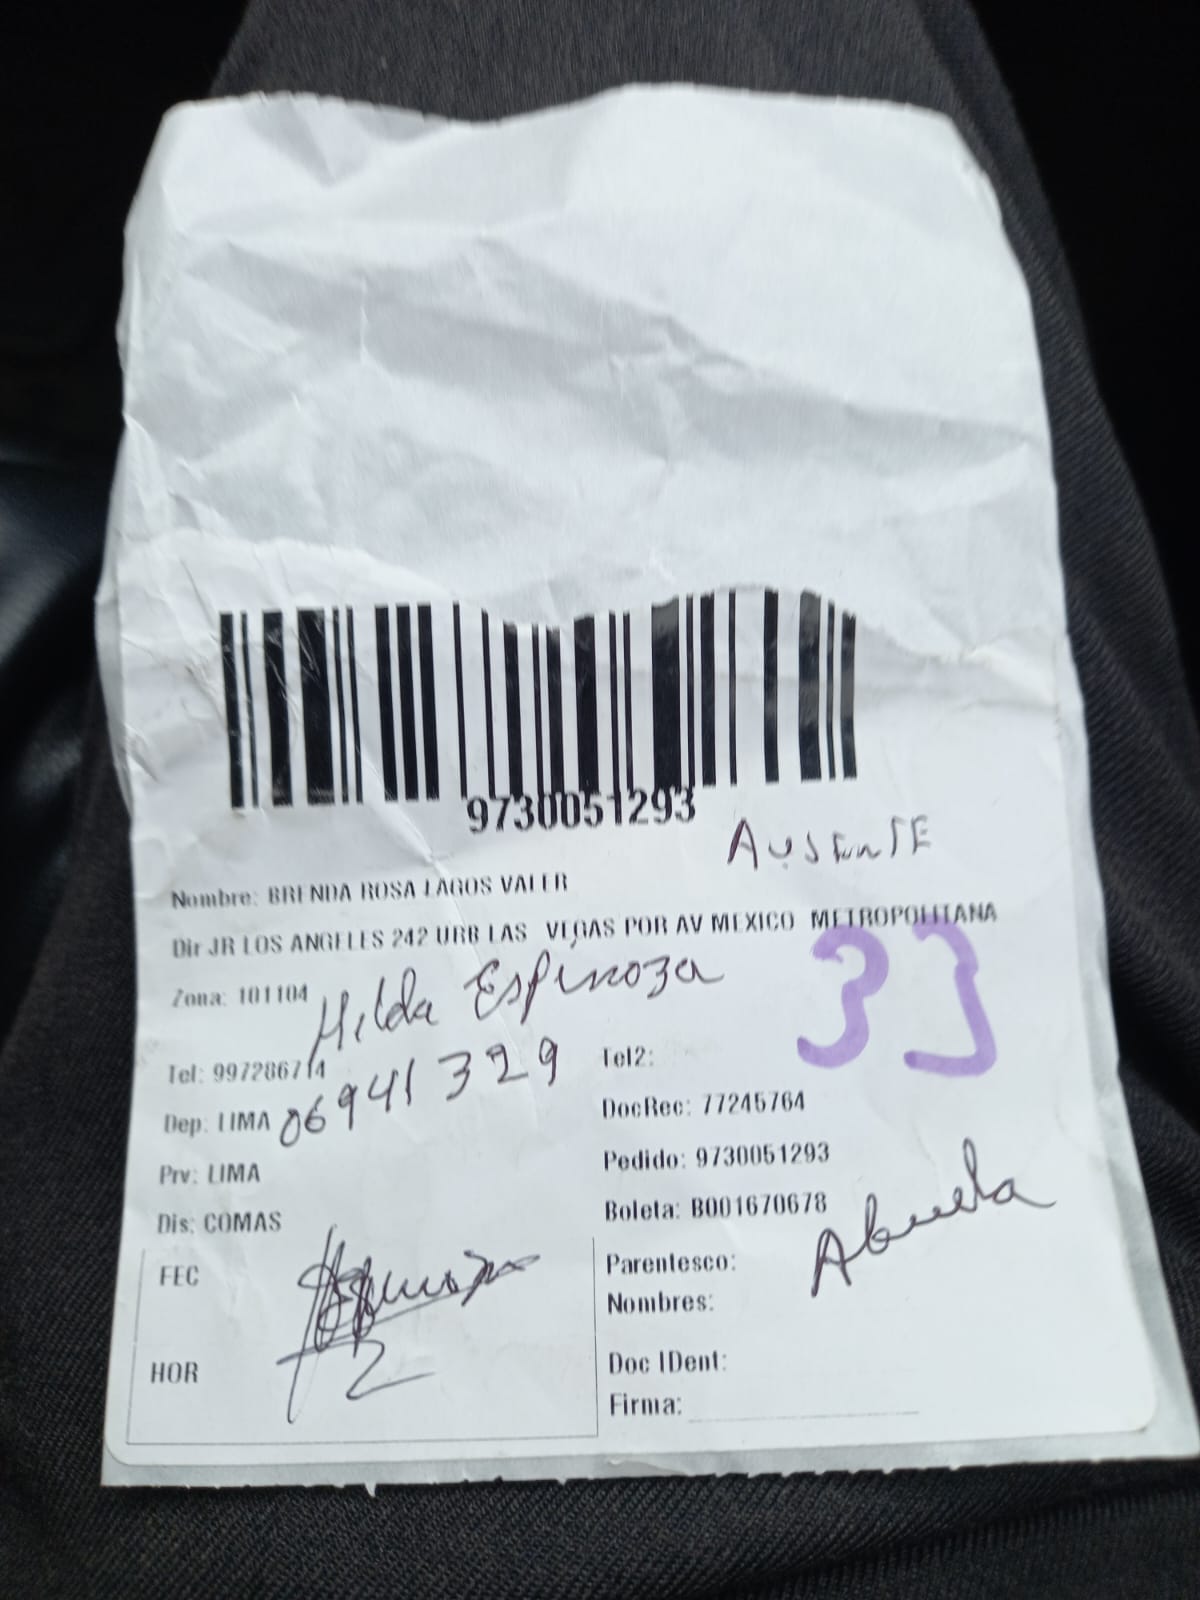 9730051293
AUSENTE
Nombre: BRENDA ROSA LAGOS VALER
Dir JR LOS ANGELES 242 URB LAS VEGAS POR AV MEXICO METROPOLITANA
Zona: 101104
Hilda Espinoza
33
Tel: 997286714
Tel2:
06941329
Dep: LIMA
DocRec: 77245764
Prv: LIMA
Pedido: 9730051293
Dis: COMAS
Boleta: B001670678
Abuela
FEC
Parentesco:
Nombres:
HOR
Doc IDent:
Firma: